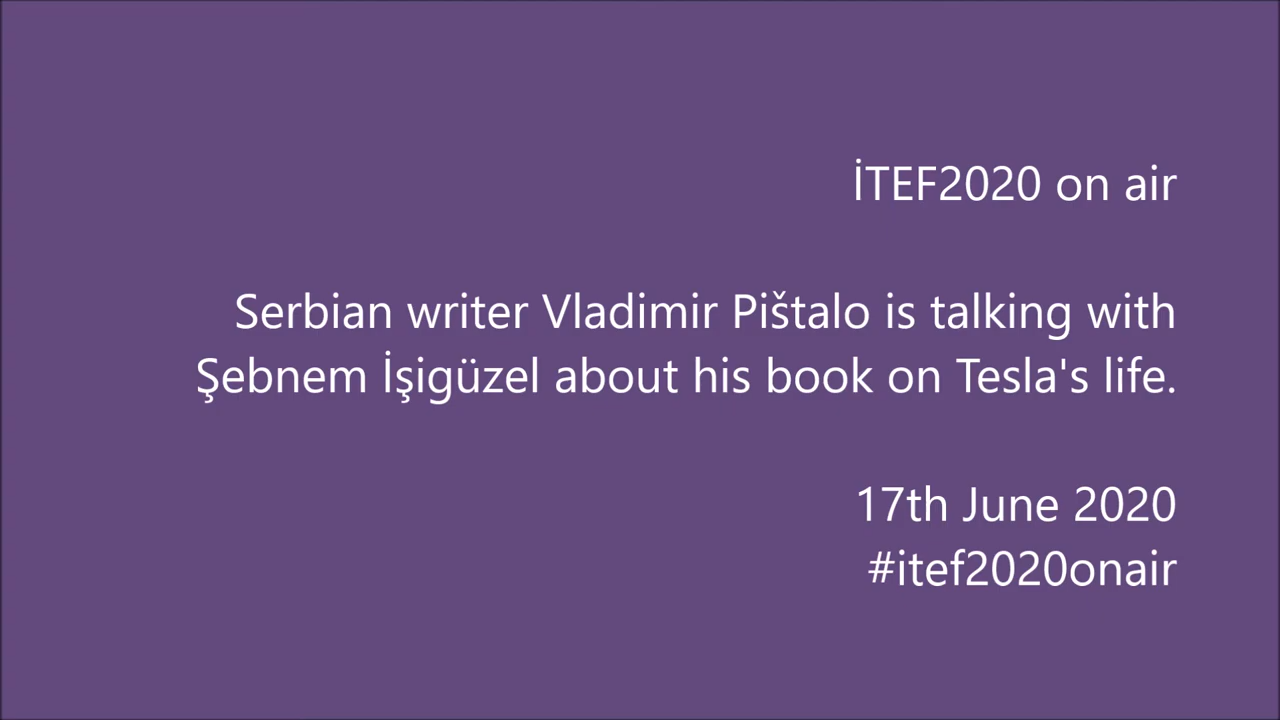 İTEF2020 on air
Serbian writer Vladimir Pištalo is talking with
Şebnem İşigüzel about his book on Tesla's life.
17th June 2020
#itef2020onair